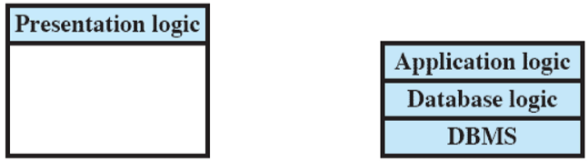 Presentation logic
Application logic
Database logic
DBMS